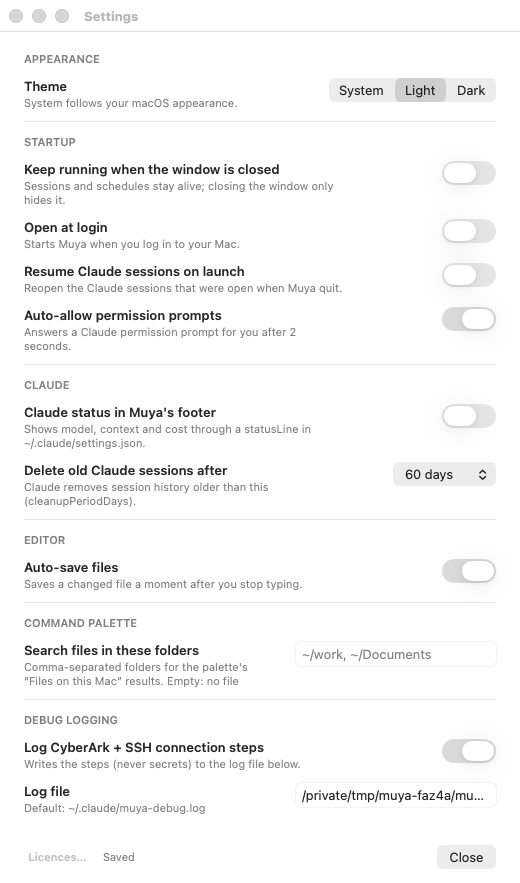 Settings
APPEARANCE
Theme
System follows your macOS appearance.
System Light Dark
STARTUP
Keep running when the window is closed
Sessions and schedules stay alive; closing the window only
hides it.
Open at login
Starts Muya when you log in to your Mac.
Resume Claude sessions on launch
Reopen the Claude sessions that were open when Muya quit.
Auto-allow permission prompts
Answers a Claude permission prompt for you after 2
seconds.
CLAUDE
Claude status in Muya's footer
Shows model, context and cost through a statusLine in
~/.claude/settings.json.
Delete old Claude sessions after
Claude removes session history older than this
(cleanupPeriodDays).
60 days
EDITOR
Auto-save files
Saves a changed file a moment after you stop typing.
COMMAND PALETTE
Search files in these folders
Comma-separated folders for the palette's
“Files on this Mac” results. Empty: no file
~/work, ~/Documents
DEBUG LOGGING
Log CyberArk + SSH connection steps
Writes the steps (never secrets) to the log file below.
Log file
Default: ~/.claude/muya-debug.log
/private/tmp/muya-faz4a/mu...
Licences... Saved Close